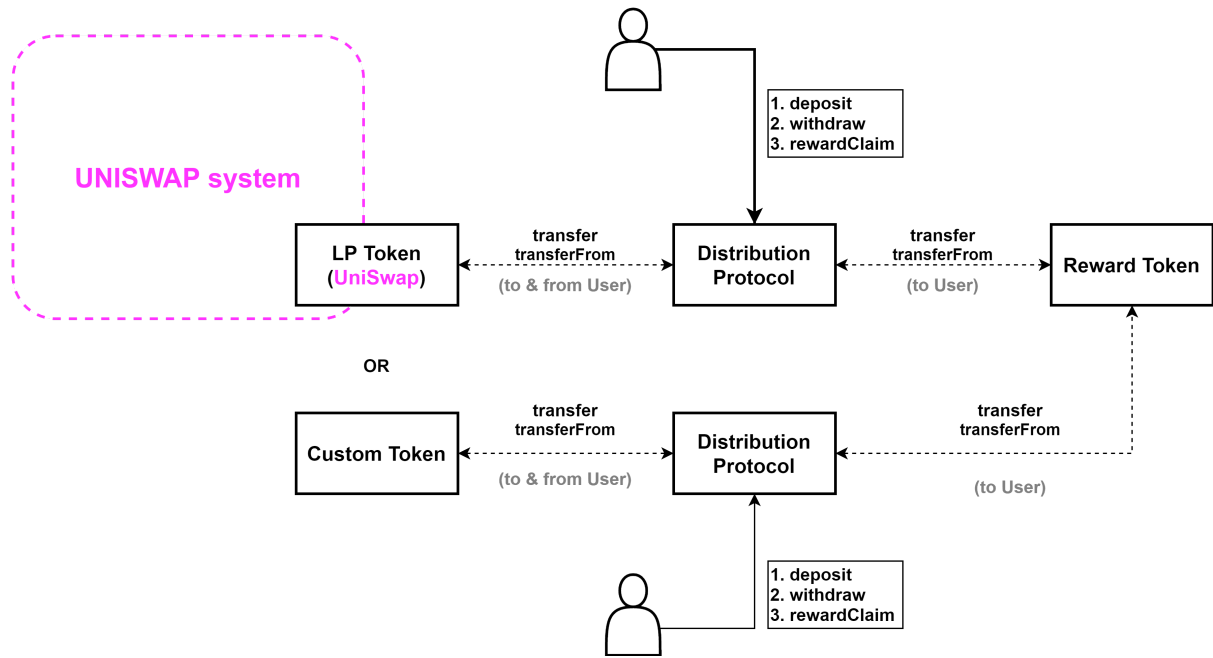 1. deposit
2. withdraw
3. rewardClaim
UNISWAP system
LP Token
(UniSwap)
transfer
transferFrom
(to & from User)
Distribution
Protocol
transfer
transferFrom
(to User)
Reward Token
OR
Custom Token
transfer
transferFrom
(to & from User)
Distribution
Protocol
transfer
transferFrom
(to User)
1. deposit
2. withdraw
3. rewardClaim